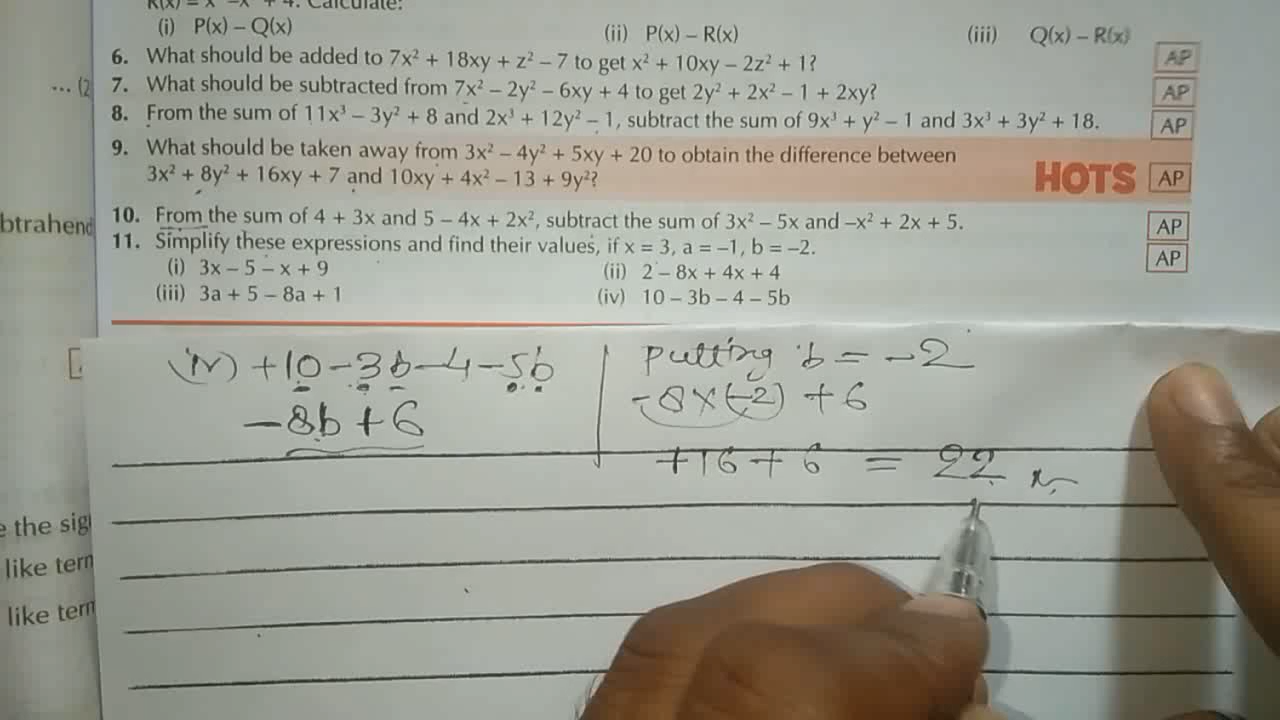 R(x) = x² – x³ + 4. Calculate:
(i) P(x) – Q(x) (ii) P(x) – R(x) (iii) Q(x) – R(x)
6. What should be added to 7x² + 18xy + z² – 7 to get x² + 10xy – 2z² + 1? AP
7. What should be subtracted from 7x² – 2y² – 6xy + 4 to get 2y² + 2x² – 1 + 2xy? AP
8. From the sum of 11x³ – 3y² + 8 and 2x³ + 12y² – 1, subtract the sum of 9x³ + y² – 1 and 3x³ + 3y² + 18. AP
9. What should be taken away from 3x² – 4y² + 5xy + 20 to obtain the difference between
3x² + 8y² + 16xy + 7 and 10xy + 4x² – 13 + 9y²? HOTS AP
10. From the sum of 4 + 3x and 5 – 4x + 2x², subtract the sum of 3x² – 5x and –x² + 2x + 5. AP
11. Simplify these expressions and find their values, if x = 3, a = –1, b = –2. AP
(i) 3x – 5 – x + 9 (ii) 2 – 8x + 4x + 4
(iii) 3a + 5 – 8a + 1 (iv) 10 – 3b – 4 – 5b
... (2
btrahend
e the sig
like term
like term
(iv) +10 – 3b – 4 – 5b
– 8b + 6
putting b = – 2
– 8 × (–2) + 6
+16 + 6 = 22